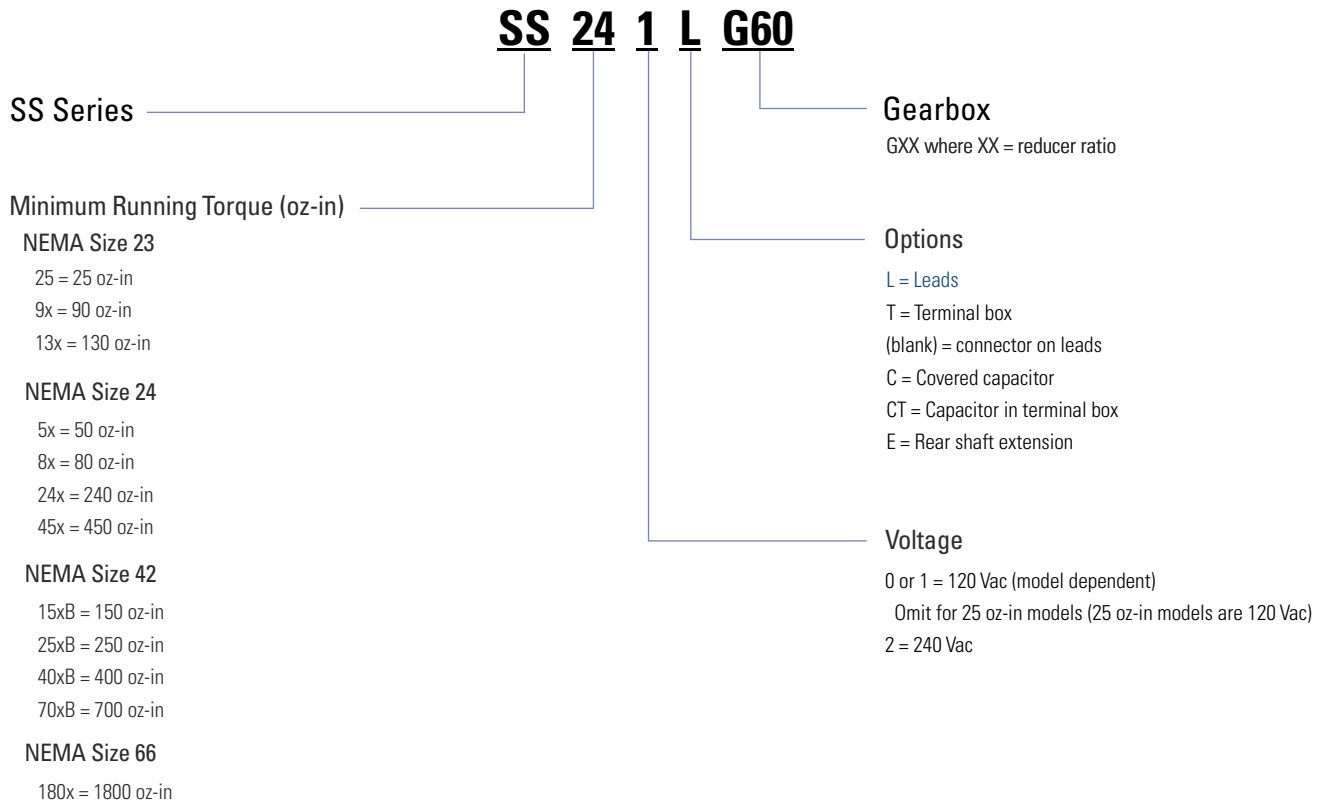 SS 24 1 L G60
SS Series
Minimum Running Torque (oz-in)
NEMA Size 23
25 = 25 oz-in
9x = 90 oz-in
13x = 130 oz-in
NEMA Size 24
5x = 50 oz-in
8x = 80 oz-in
24x = 240 oz-in
45x = 450 oz-in
NEMA Size 42
15xB = 150 oz-in
25xB = 250 oz-in
40xB = 400 oz-in
70xB = 700 oz-in
NEMA Size 66
180x = 1800 oz-in
Gearbox
GXX where XX = reducer ratio
Options
L = Leads
T = Terminal box
(blank) = connector on leads
C = Covered capacitor
CT = Capacitor in terminal box
E = Rear shaft extension
Voltage
0 or 1 = 120 Vac (model dependent)
Omit for 25 oz-in models (25 oz-in models are 120 Vac)
2 = 240 Vac